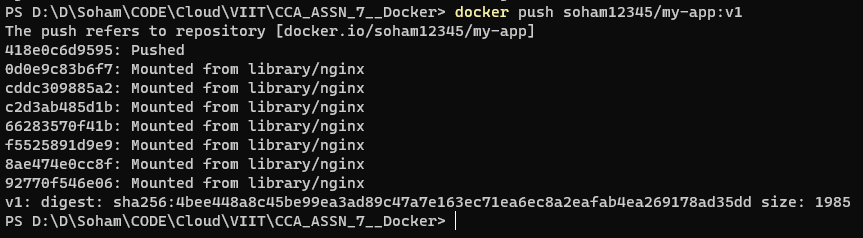 PS D:\D\Soham\CODE\Cloud\VIIT\CCA_ASSN_7__Docker> docker push soham12345/my-app:v1
The push refers to repository [docker.io/soham12345/my-app]
418e0c6d9595: Pushed
0d0e9c83b6f7: Mounted from library/nginx
cddc309885a2: Mounted from library/nginx
c2d3ab485d1b: Mounted from library/nginx
66283570f41b: Mounted from library/nginx
f5525891d9e9: Mounted from library/nginx
8ae474e0cc8f: Mounted from library/nginx
92770f546e06: Mounted from library/nginx
v1: digest: sha256:4bee448a8c45be99ea3ad89c47a7e163ec71ea6ec8a2eafab4ea269178ad35dd size: 1985
PS D:\D\Soham\CODE\Cloud\VIIT\CCA_ASSN_7__Docker>